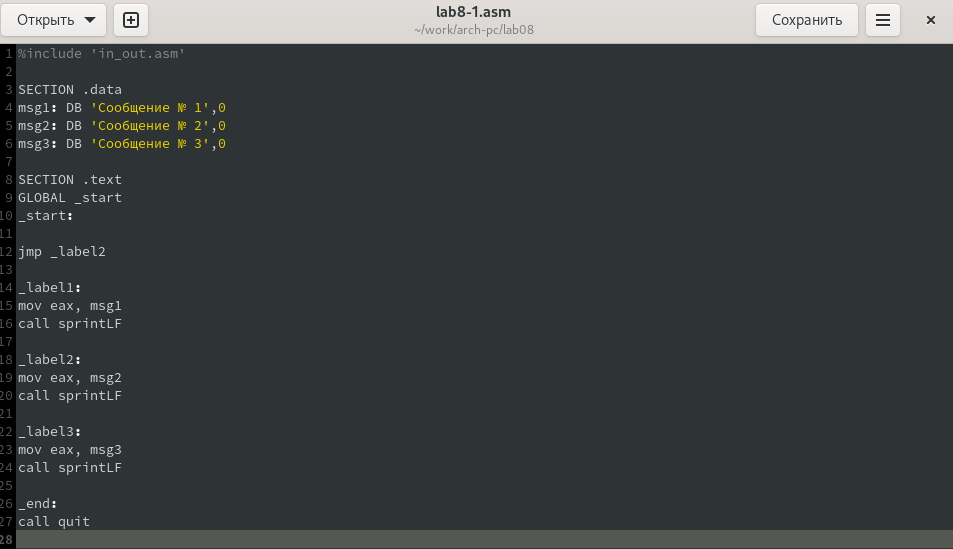 Открыть
lab8-1.asm
~/work/arch-pc/lab08
Сохранить
1 %include 'in_out.asm'
2
3 SECTION .data
4 msg1: DB 'Сообщение № 1',0
5 msg2: DB 'Сообщение № 2',0
6 msg3: DB 'Сообщение № 3',0
7
8 SECTION .text
9 GLOBAL _start
10 _start:
11
12 jmp _label2
13
14 _label1:
15 mov eax, msg1
16 call sprintLF
17
18 _label2:
19 mov eax, msg2
20 call sprintLF
21
22 _label3:
23 mov eax, msg3
24 call sprintLF
25
26 _end:
27 call quit
28